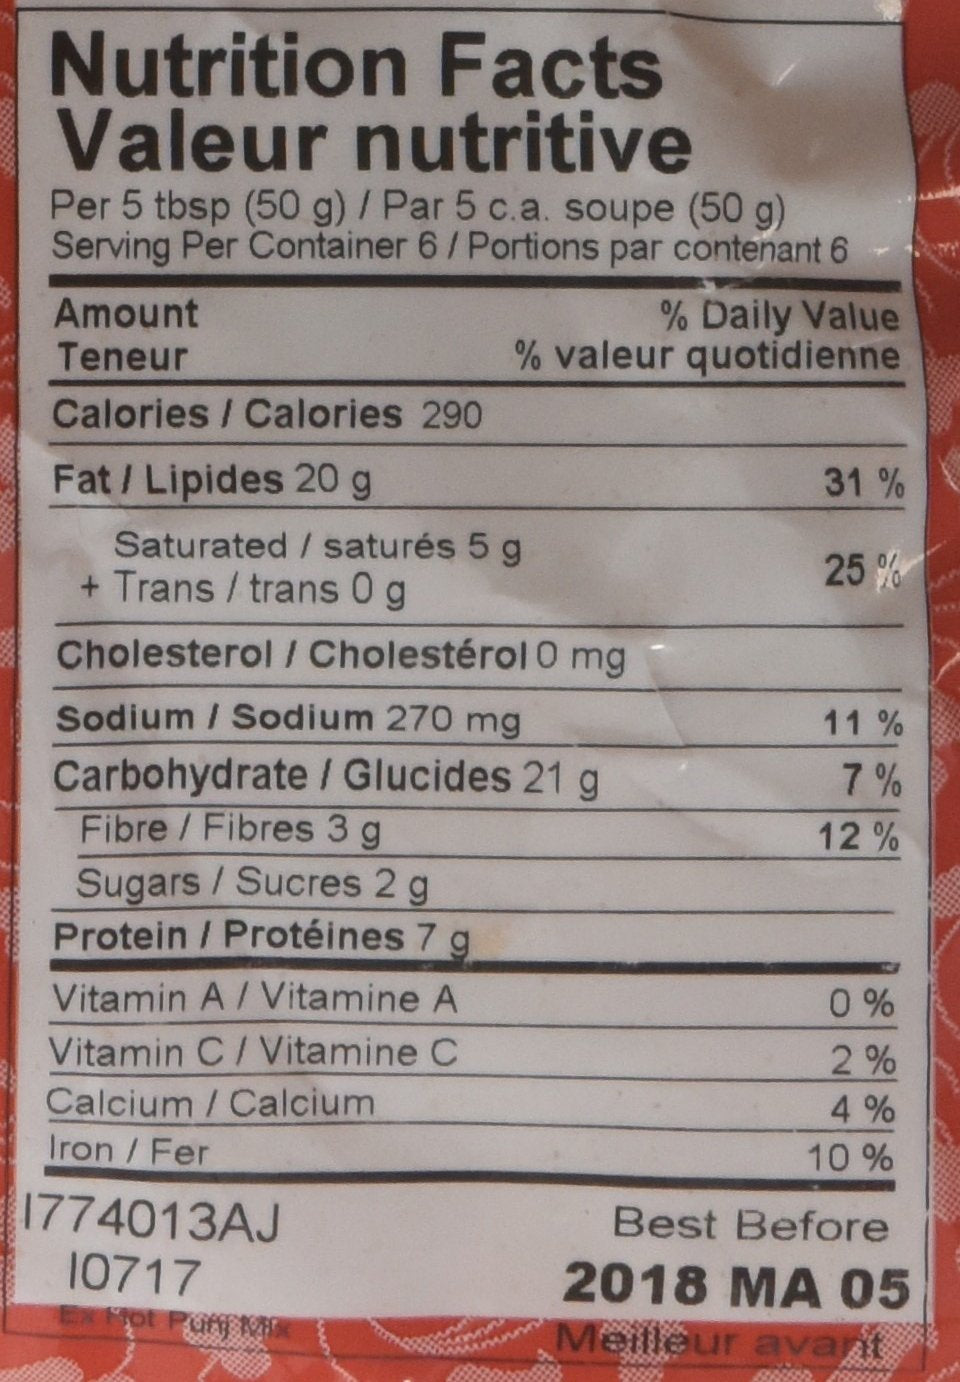 Nutrition Facts
Valeur nutritive
Per 5 tbsp (50 g) / Par 5 c.a. soupe (50 g)
Serving Per Container 6 / Portions par contenant 6
Amount % Daily Value
Teneur % valeur quotidienne
Calories / Calories 290
Fat / Lipides 20 g 31 %
Saturated / saturés 5 g
+ Trans / trans 0 g 25 %
Cholesterol / Cholestérol 0 mg
Sodium / Sodium 270 mg 11 %
Carbohydrate / Glucides 21 g 7 %
Fibre / Fibres 3 g 12 %
Sugars / Sucres 2 g
Protein / Protéines 7 g
Vitamin A / Vitamine A 0 %
Vitamin C / Vitamine C 2 %
Calcium / Calcium 4 %
Iron / Fer 10 %
I774013AJ Best Before
I0717 2018 MA 05
Ex Hot Punj Mix Meilleur avant